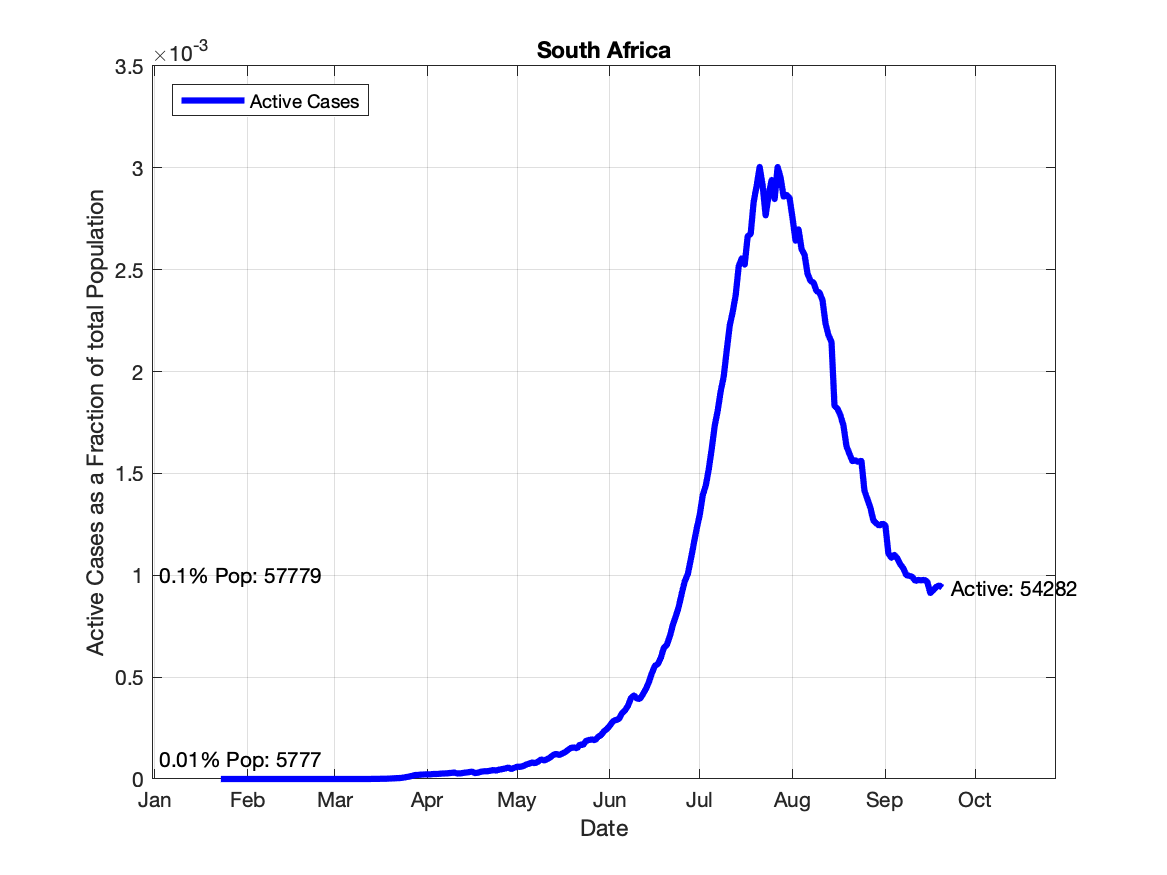 South Africa
×10-3
3.5
3
2.5
2
1.5
1
0.5
0
Active Cases
Active Cases as a Fraction of total Population
0.1% Pop: 57779
Active: 54282
0.01% Pop: 5777
Jan Feb Mar Apr May Jun Jul Aug Sep Oct
Date